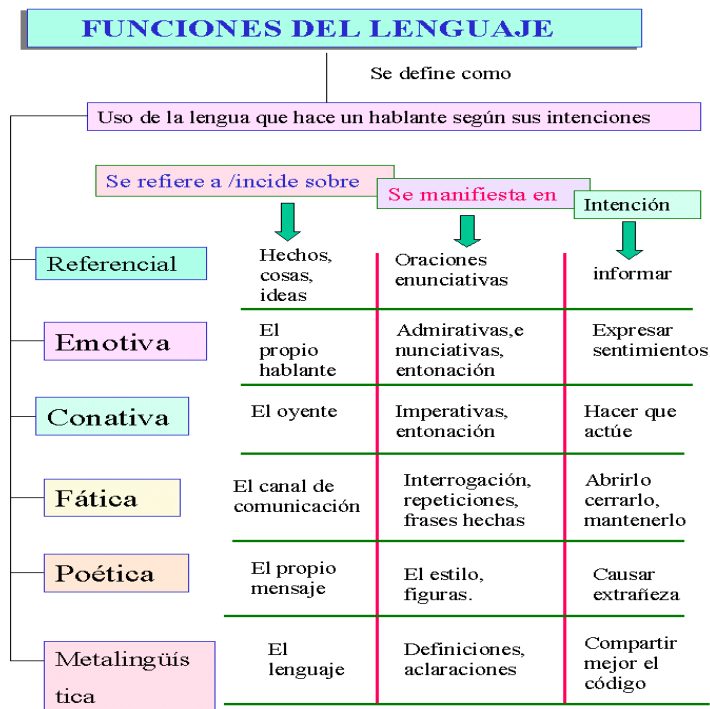 FUNCIONES DEL LENGUAJE
Se define como
Uso de la lengua que hace un hablante según sus intenciones
Se refiere a /incide sobre
Se manifiesta en
Intención
Referencial
Hechos,
cosas,
ideas
Oraciones
enunciativas
informar
Emotiva
El
propio
hablante
Admirativas,e
nunciativas,
entonación
Expresar
sentimientos
Conativa
El oyente
Imperativas,
entonación
Hacer que
actúe
Fática
El canal de
comunicación
Interrogación,
repeticiones,
frases hechas
Abrirlo
cerrarlo,
mantenerlo
Poética
El propio
mensaje
El estilo,
figuras.
Causar
extrañeza
Metalingüís
tica
El
lenguaje
Definiciones,
aclaraciones
Compartir
mejor el
código